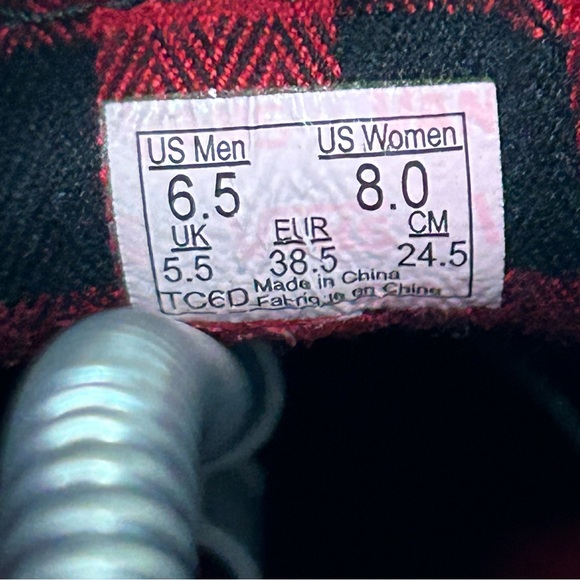 US Men US Women
6.5 8.0
UK EUR CM
5.5 38.5 24.5
Made in China
TC6D Fabriqué en Chine